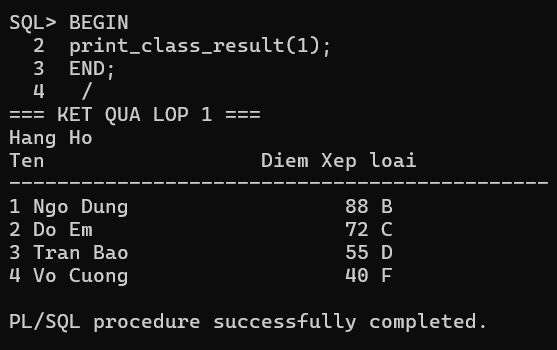 SQL> BEGIN
  2  print_class_result(1);
  3  END;
  4   /
=== KET QUA LOP 1 ===
Hang Ho
Ten                  Diem Xep loai
---------------------------------------------
1 Ngo Dung                  88 B
2 Do Em                     72 C
3 Tran Bao                  55 D
4 Vo Cuong                  40 F
PL/SQL procedure successfully completed.